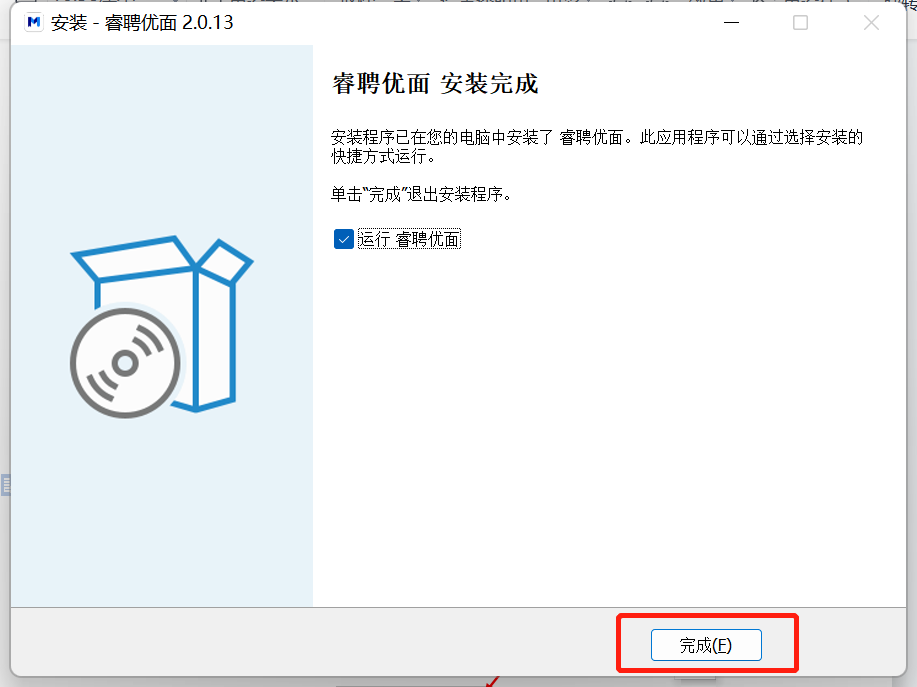 安装 - 睿聘优面 2.0.13
睿聘优面 安装完成
安装程序已在您的电脑中安装了 睿聘优面。此应用程序可以通过选择安装的
快捷方式运行。
单击“完成”退出安装程序。
运行 睿聘优面
完成(F)